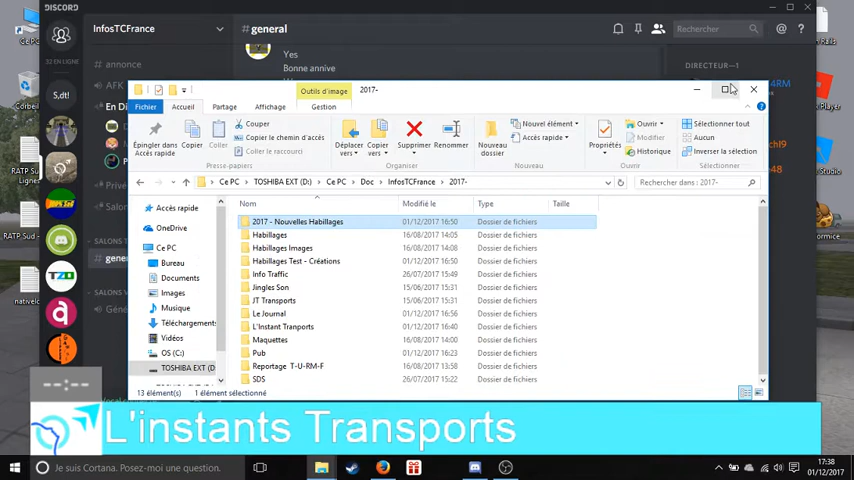 DISCORD
InfosTCFrance
#general
Rechercher
32 EN LIGNE
annonce
AFK
En Di
Privé
Salon
gene
Yes
Bonne annive
DIRECTEUR—1
S,dt!
TZD
RATP Sud -
RATP Sud
Outils d'image
2017-
Fichier
Accueil
Partage
Affichage
Gestion
Épingler dans
Accès rapide
Copier
Coller
Couper
Copier le chemin d'accès
Coller le raccourci
Presse-papiers
Déplacer
vers
Copier
vers
Supprimer
Renommer
Organiser
Nouveau
dossier
Nouvel élément
Accès rapide
Nouveau
Propriétés
Ouvrir
Modifier
Historique
Ouvrir
Sélectionner tout
Aucun
Inverser la sélection
Sélectionner
Ce PC > TOSHIBA EXT (D:) > Ce PC > Doc > InfosTCFrance > 2017-
Rechercher dans : 2017-
Nom Modifié le Type Taille
Accès rapide
OneDrive
Ce PC
Bureau
Documents
Images
Musique
Téléchargements
Vidéos
OS (C:)
TOSHIBA EXT (D:
2017 - Nouvelles Habillages 01/12/2017 16:50 Dossier de fichiers
Habillages 16/08/2017 14:05 Dossier de fichiers
Habillages Images 16/08/2017 14:08 Dossier de fichiers
Habillages Test - Créations 01/12/2017 16:50 Dossier de fichiers
Info Traffic 26/07/2017 15:49 Dossier de fichiers
Jingles Son 15/06/2017 15:31 Dossier de fichiers
JT Transports 15/06/2017 15:31 Dossier de fichiers
Le Journal 01/12/2017 16:56 Dossier de fichiers
L'Instant Tranports 01/12/2017 16:40 Dossier de fichiers
Maquettes 16/08/2017 14:00 Dossier de fichiers
Pub 01/12/2017 16:23 Dossier de fichiers
Reportage T-U-RM-F 16/08/2017 13:58 Dossier de fichiers
SDS 26/07/2017 15:22 Dossier de fichiers
13 élément(s) 1 élément sélectionné
--:--
L'instants Transports
Je suis Cortana. Posez-moi une question.
17:38
01/12/2017